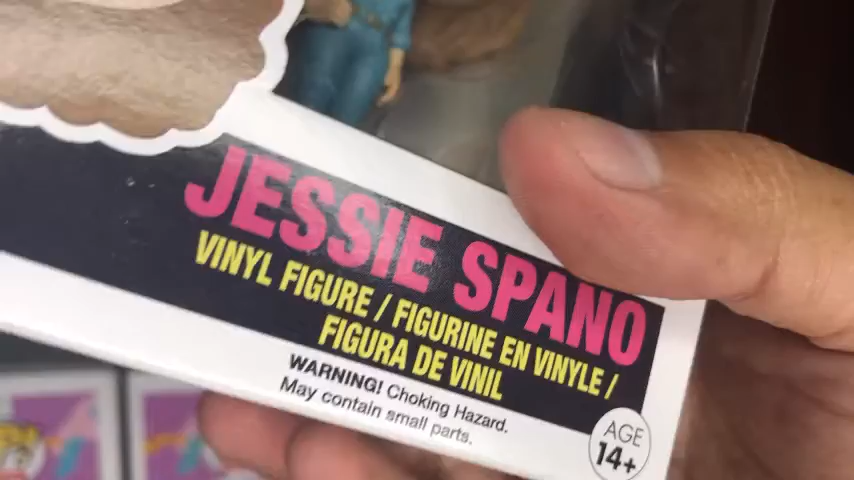 JESSIE SPANO
VINYL FIGURE / FIGURINE EN VINYLE /
FIGURA DE VINIL
WARNING! Choking Hazard.
May contain small parts.
AGE
14+